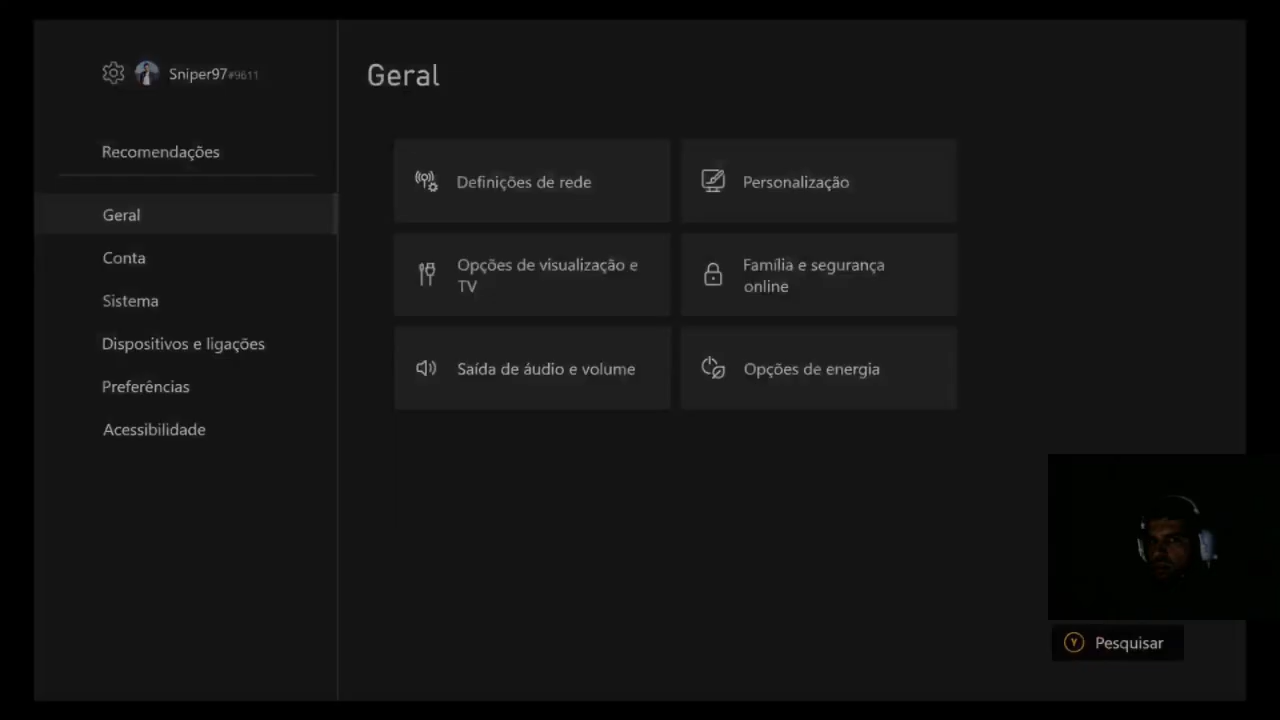 Sniper97#9611
Recomendações
Geral
Conta
Sistema
Dispositivos e ligações
Preferências
Acessibilidade
Geral
Definições de rede
Personalização
Opções de visualização e
TV
Família e segurança
online
Saída de áudio e volume
Opções de energia
Y Pesquisar